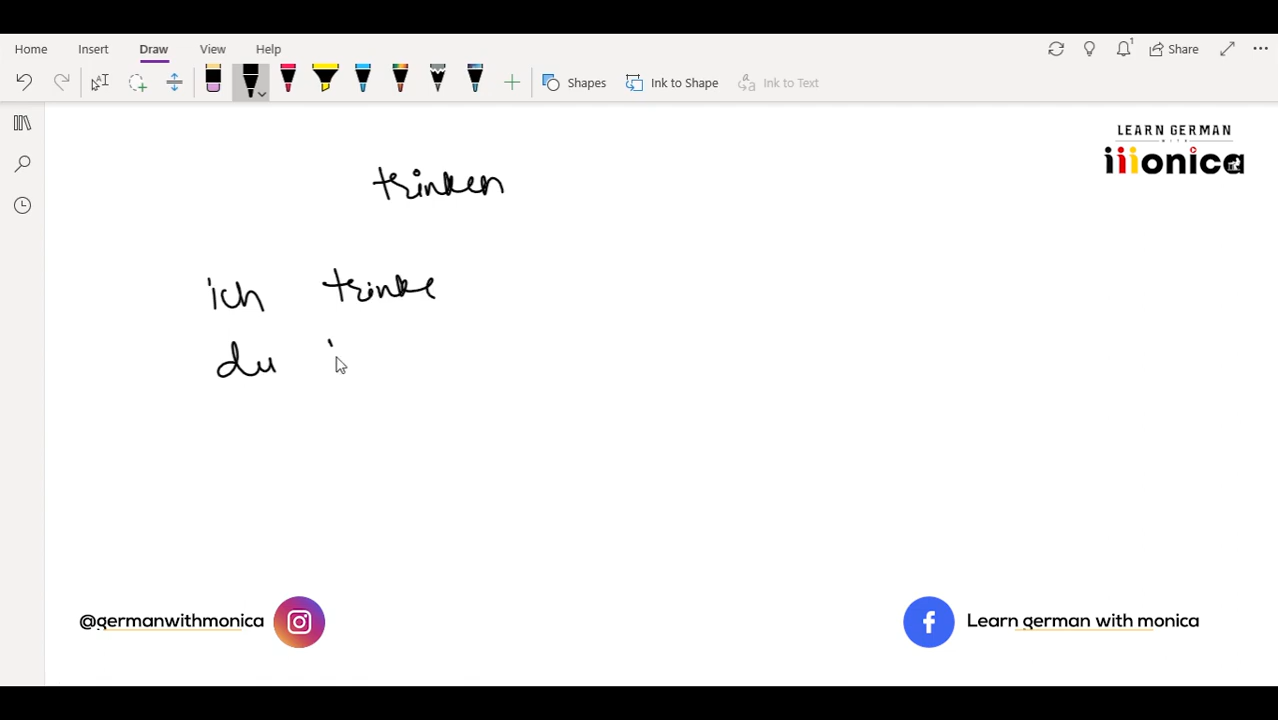 Home Insert Draw View Help
Share
Shapes Ink to Shape Ink to Text
LEARN GERMAN
monica
trinken
ich trinke
du
@germanwithmonica
Learn german with monica